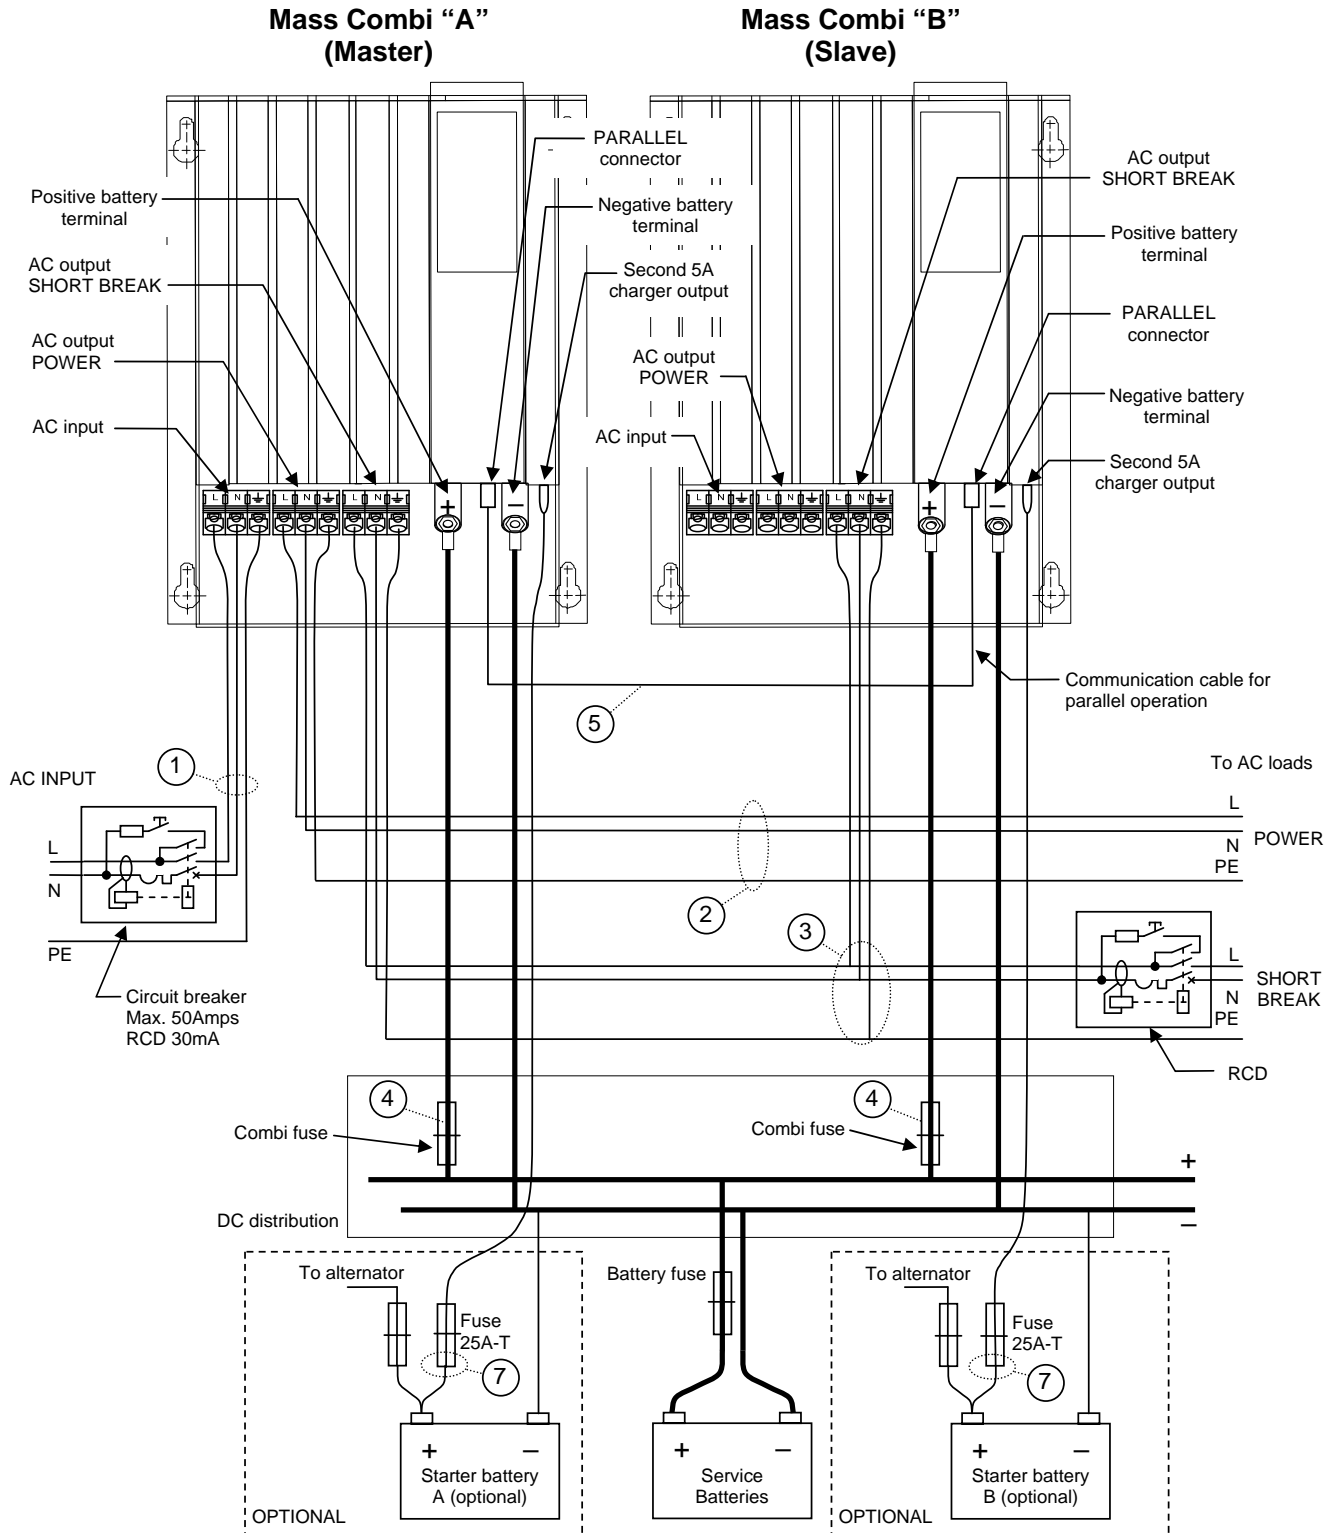 Mass Combi “A”
(Master)
Mass Combi “B”
(Slave)
PARALLEL
connector
AC output
SHORT BREAK
Positive battery
terminal
Negative battery
terminal
Positive battery
terminal
AC output
SHORT BREAK
Second 5A
charger output
PARALLEL
connector
AC output
POWER
AC output
POWER
Negative battery
terminal
AC input
AC input
Second 5A
charger output
L N L N L N
+ −
L N L N L N
+ −
Communication cable for
parallel operation
5
1
AC INPUT
To AC loads
L
POWER
N
PE
L
N
2
3
PE
L
SHORT
BREAK
N
PE
Circuit breaker
Max. 50Amps
RCD 30mA
RCD
4
4
Combi fuse
Combi fuse
+
DC distribution
−
To alternator
Battery fuse
To alternator
Fuse
25A-T
Fuse
25A-T
7
7
+ −
Starter battery
A (optional)
+ −
Service
Batteries
+ −
Starter battery
B (optional)
OPTIONAL
OPTIONAL